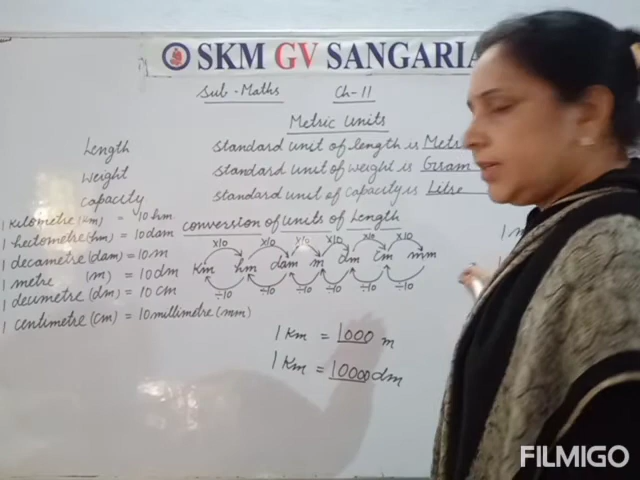 SKM GV SANGARIA
Sub - Maths Ch-11
Metric Units
Length standard unit of length is Metr
Weight standard unit of weight is Gram
Capacity standard unit of Capacity is Litre
1 kilometre (km) = 10 hm
1 hectometre (hm) = 10 dam
1 decametre (dam) = 10 m
1 metre (m) = 10 dm
1 decimetre (dm) = 10 cm
1 centimetre (cm) = 10 millimetre (mm)
conversion of units of Length
x10 x10 x10 x10 x10 x10
Km hm dam m dm cm mm
÷10 ÷10 ÷10 ÷10 ÷10 ÷10
1 Km = 1000 m
1 Km = 10000 dm
1 m
FILMIGO